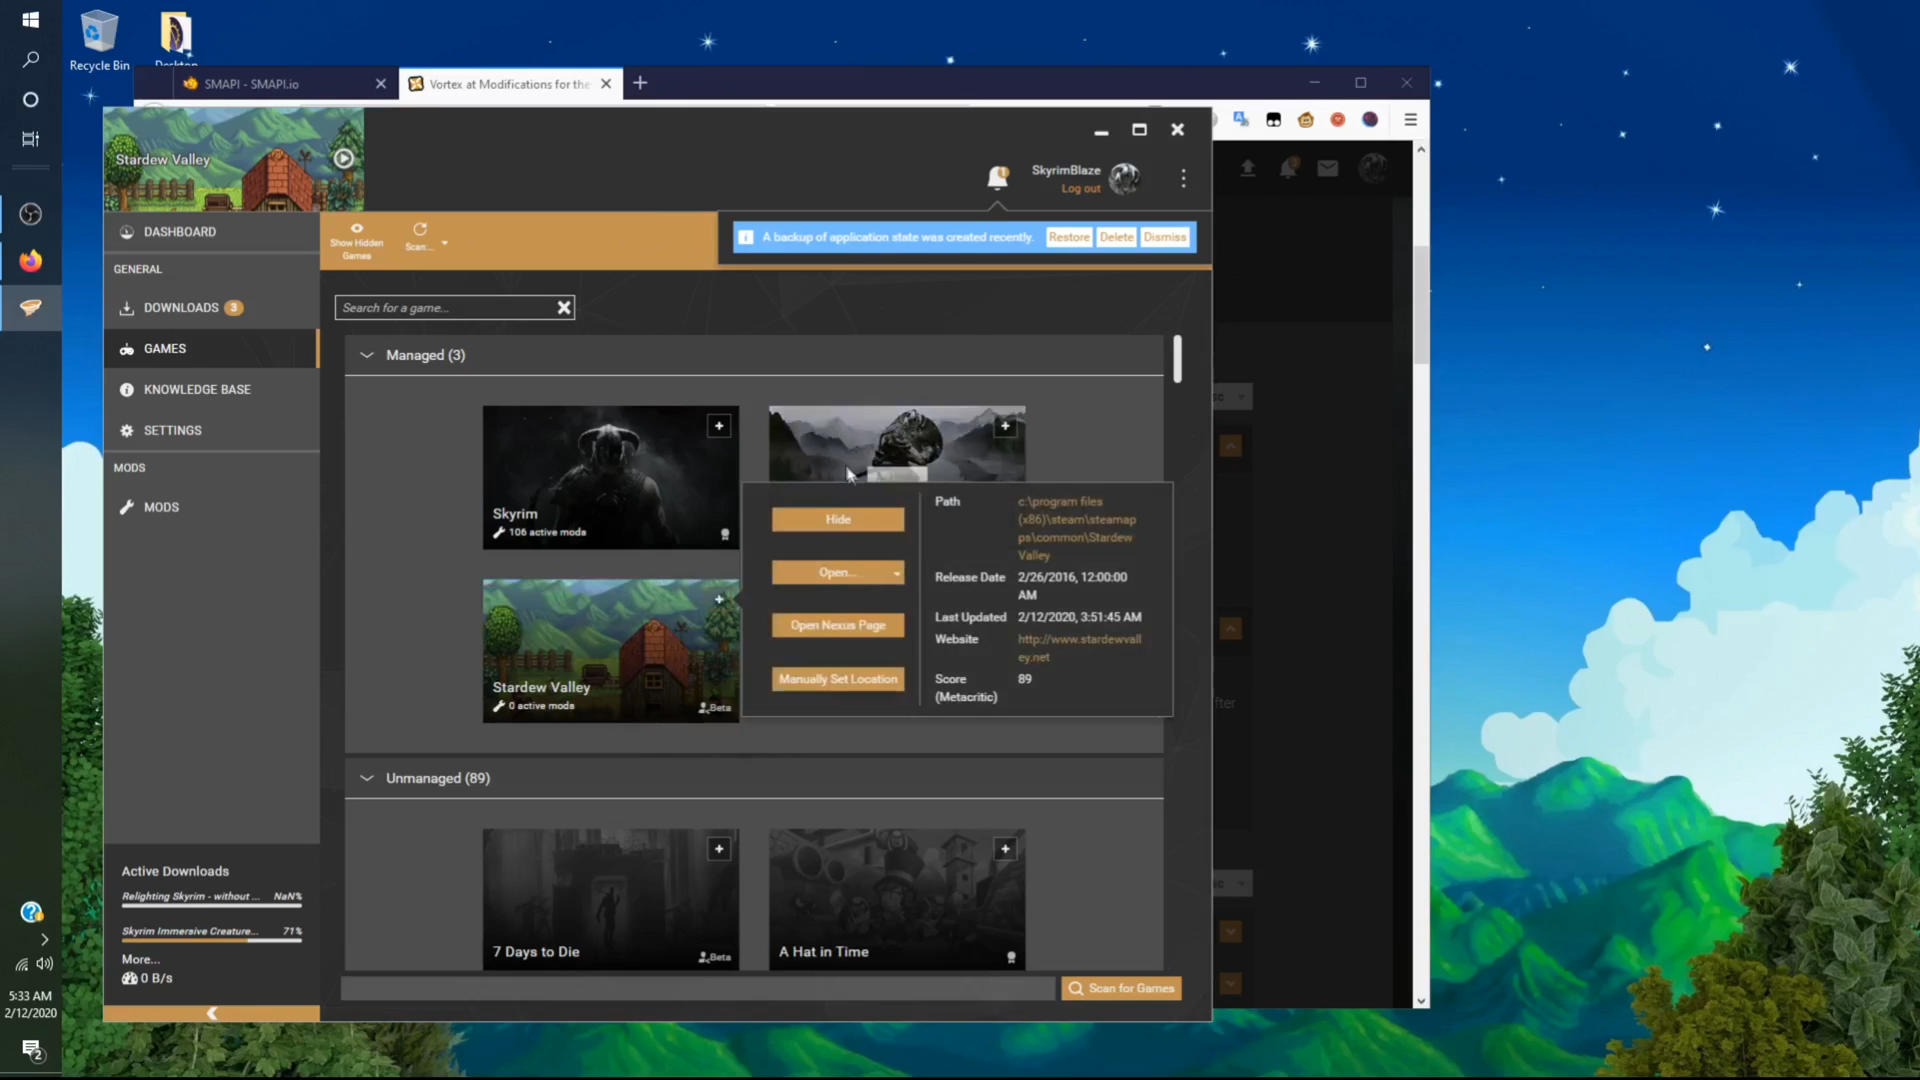 Recycle Bin
Desktop
SMAPI - SMAPI.io
Vortex at Modifications for the
Stardew Valley
SkyrimBlaze
Log out
DASHBOARD
Show Hidden
Games
Scan:...
A backup of application state was created recently.
Restore
Delete
Dismiss
GENERAL
DOWNLOADS 3
Search for a game...
GAMES
Managed (3)
KNOWLEDGE BASE
SETTINGS
MODS
MODS
Skyrim
106 active mods
Hide
Open...
Open Nexus Page
Manually Set Location
Path
c:\program files
(x86)\steam\steamap
ps\common\Stardew
Valley
Release Date
2/26/2016, 12:00:00
AM
Last Updated
2/12/2020, 3:51:45 AM
Website
http://www.stardewvall
ey.net
Score
(Metacritic)
89
Stardew Valley
0 active mods
Beta
Unmanaged (89)
7 Days to Die
Beta
A Hat in Time
Scan for Games
Active Downloads
Relighting Skyrim - without ...
NaN%
Skyrim Immersive Creature...
71%
More...
0 B/s
5:33 AM
2/12/2020
2